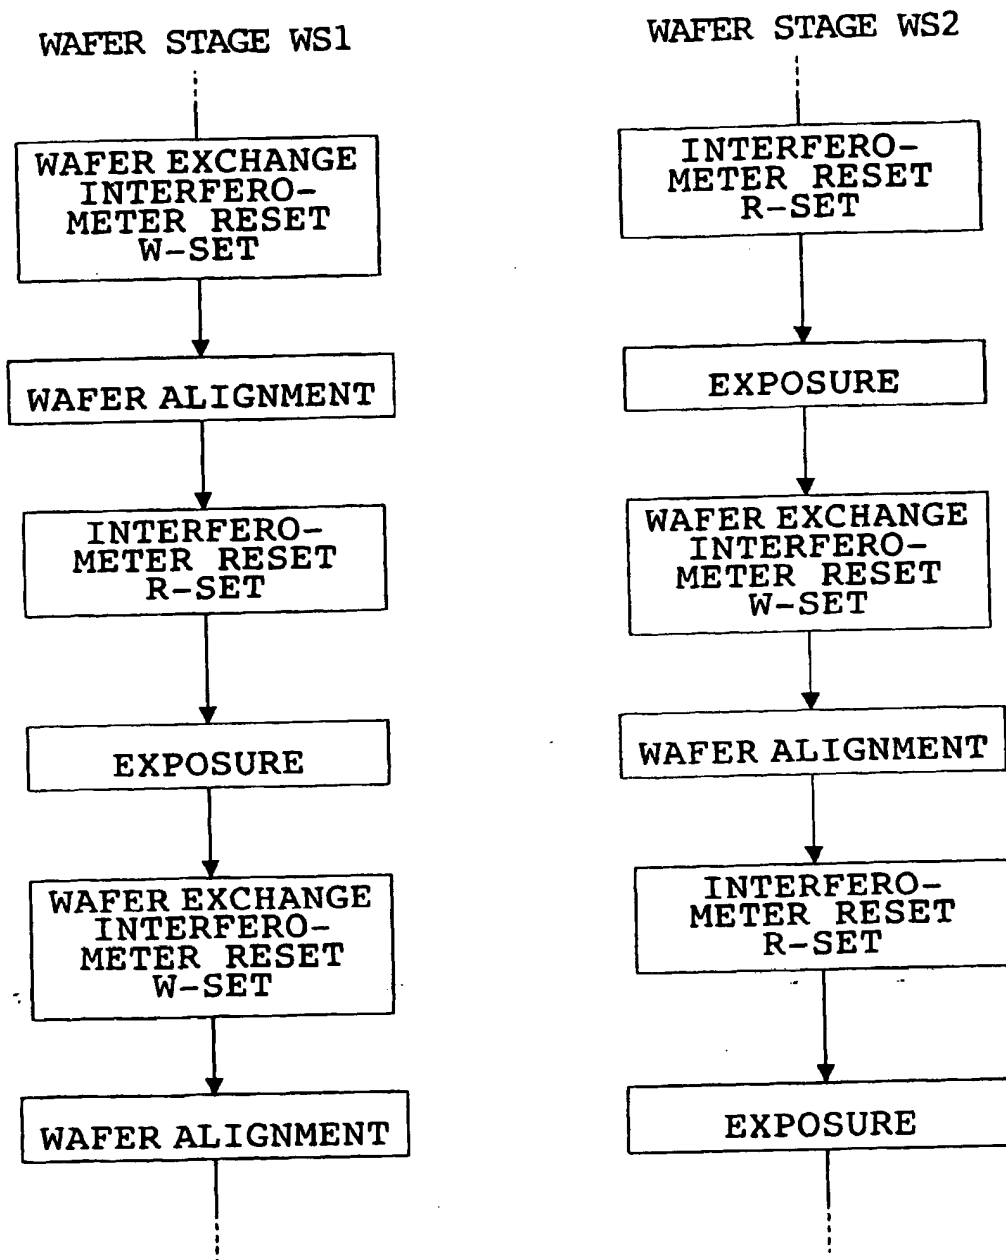 WAFER STAGE WS1
WAFER EXCHANGE
INTERFERO-
METER RESET
W-SET
WAFER ALIGNMENT
INTERFERO-
METER RESET
R-SET
EXPOSURE
WAFER EXCHANGE
INTERFERO-
METER RESET
W-SET
WAFER ALIGNMENT
WAFER STAGE WS2
INTERFERO-
METER RESET
R-SET
EXPOSURE
WAFER EXCHANGE
INTERFERO-
METER RESET
W-SET
WAFER ALIGNMENT
INTERFERO-
METER RESET
R-SET
EXPOSURE